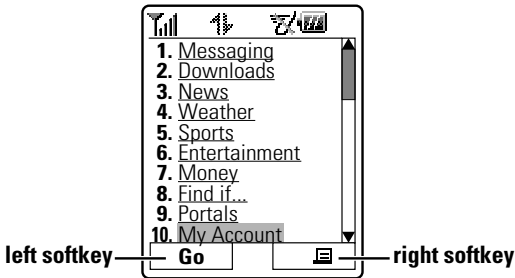 1. Messaging
2. Downloads
3. News
4. Weather
5. Sports
6. Entertainment
7. Money
8. Find if...
9. Portals
10. My Account
left softkey Go right softkey